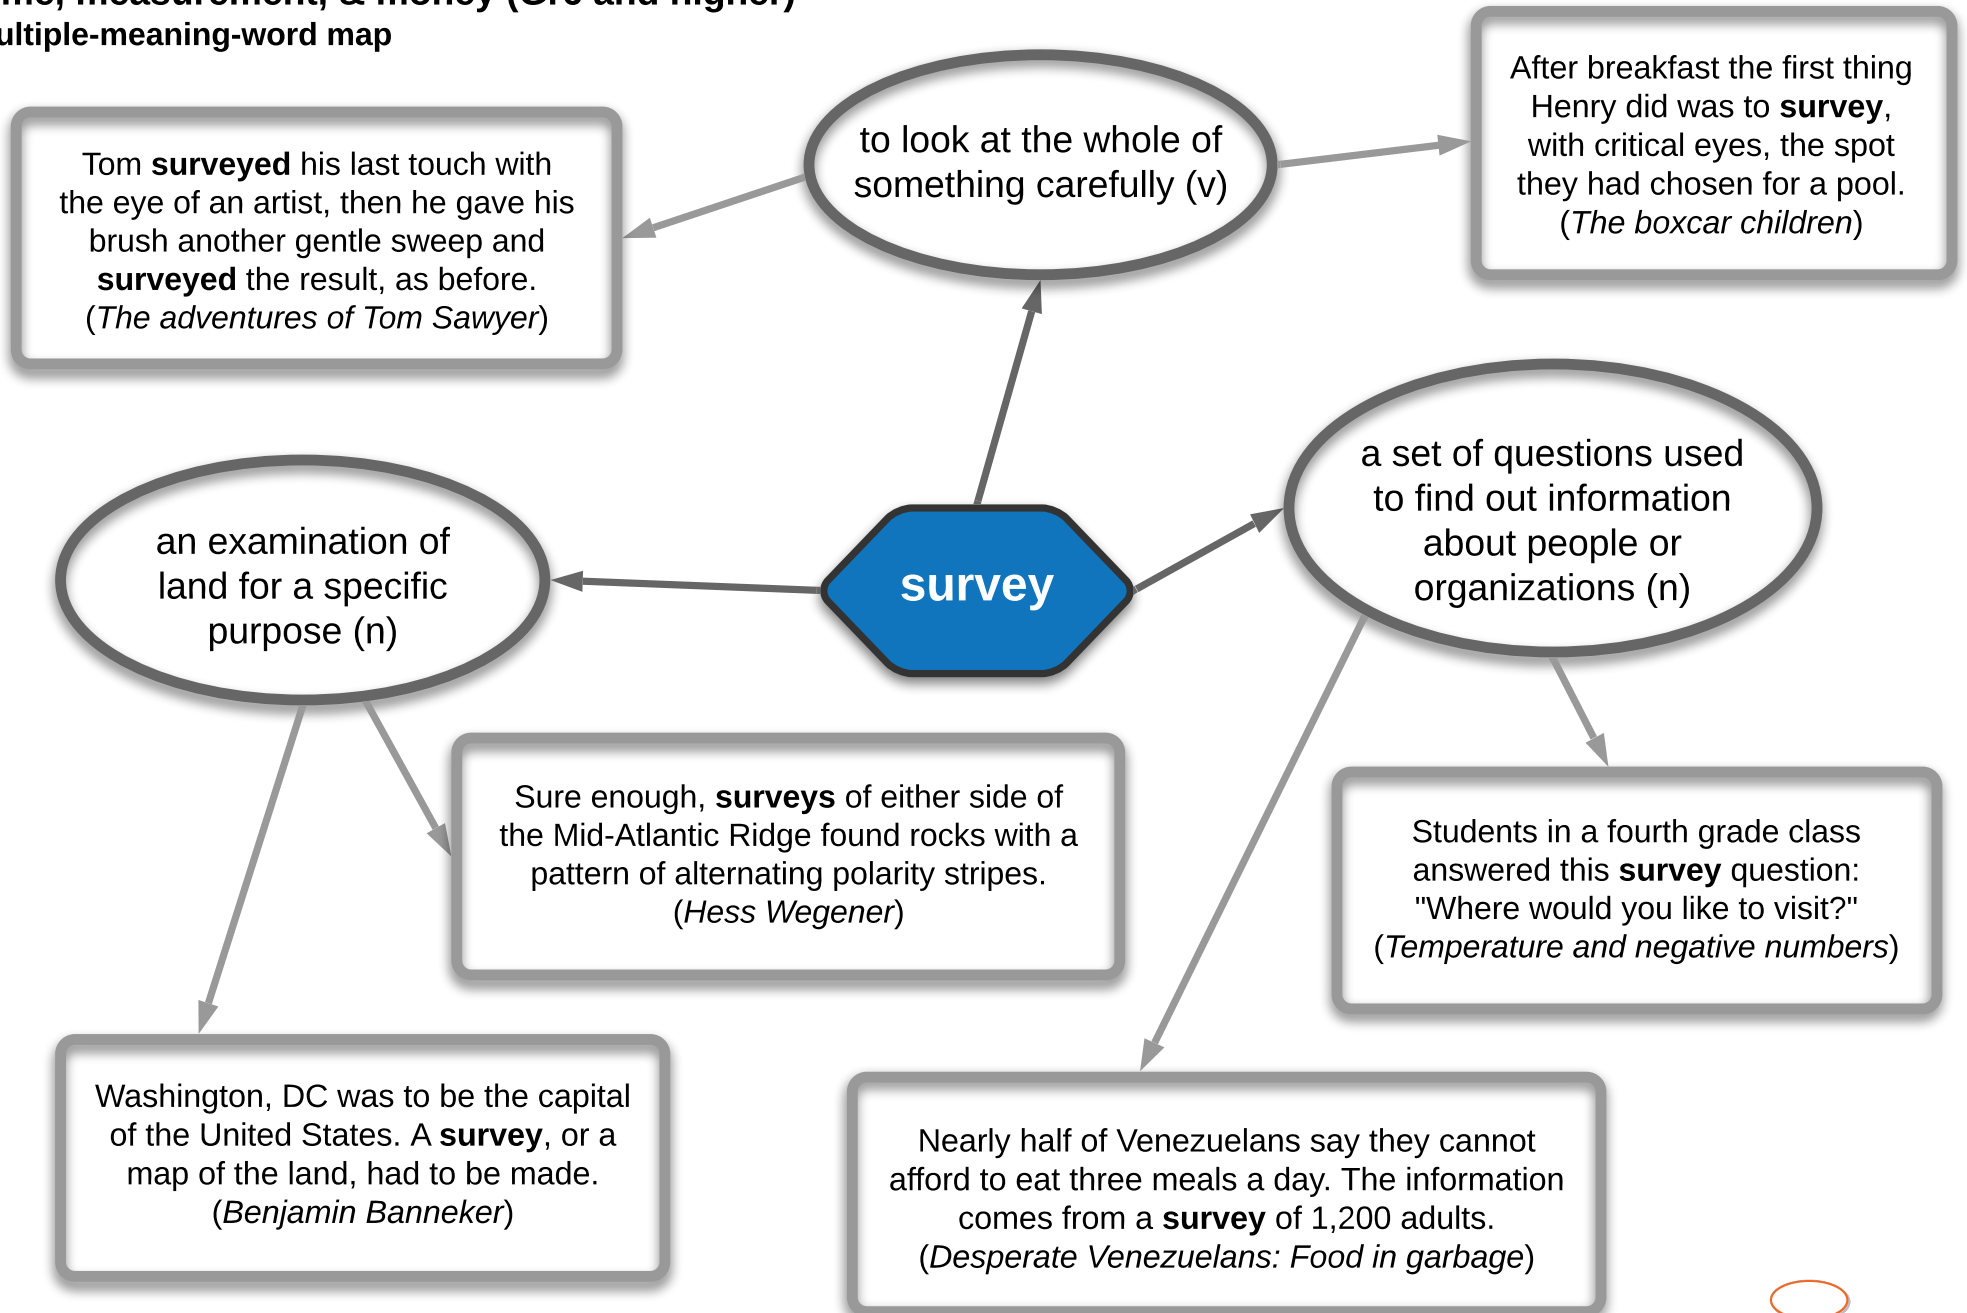 measurement, & money (Gr6 and higher)
multiple-meaning-word map
After breakfast the first thing
Henry did was to survey,
with critical eyes, the spot
they had chosen for a pool.
(The boxcar children)
to look at the whole of
something carefully (v)
Tom surveyed his last touch with
the eye of an artist, then he gave his
brush another gentle sweep and
surveyed the result, as before.
(The adventures of Tom Sawyer)
a set of questions used
to find out information
about people or
organizations (n)
an examination of
land for a specific
purpose (n)
survey
Sure enough, surveys of either side of
the Mid-Atlantic Ridge found rocks with a
pattern of alternating polarity stripes.
(Hess Wegener)
Students in a fourth grade class
answered this survey question:
"Where would you like to visit?"
(Temperature and negative numbers)
Washington, DC was to be the capital
of the United States. A survey, or a
map of the land, had to be made.
(Benjamin Banneker)
Nearly half of Venezuelans say they cannot
afford to eat three meals a day. The information
comes from a survey of 1,200 adults.
(Desperate Venezuelans: Food in garbage)